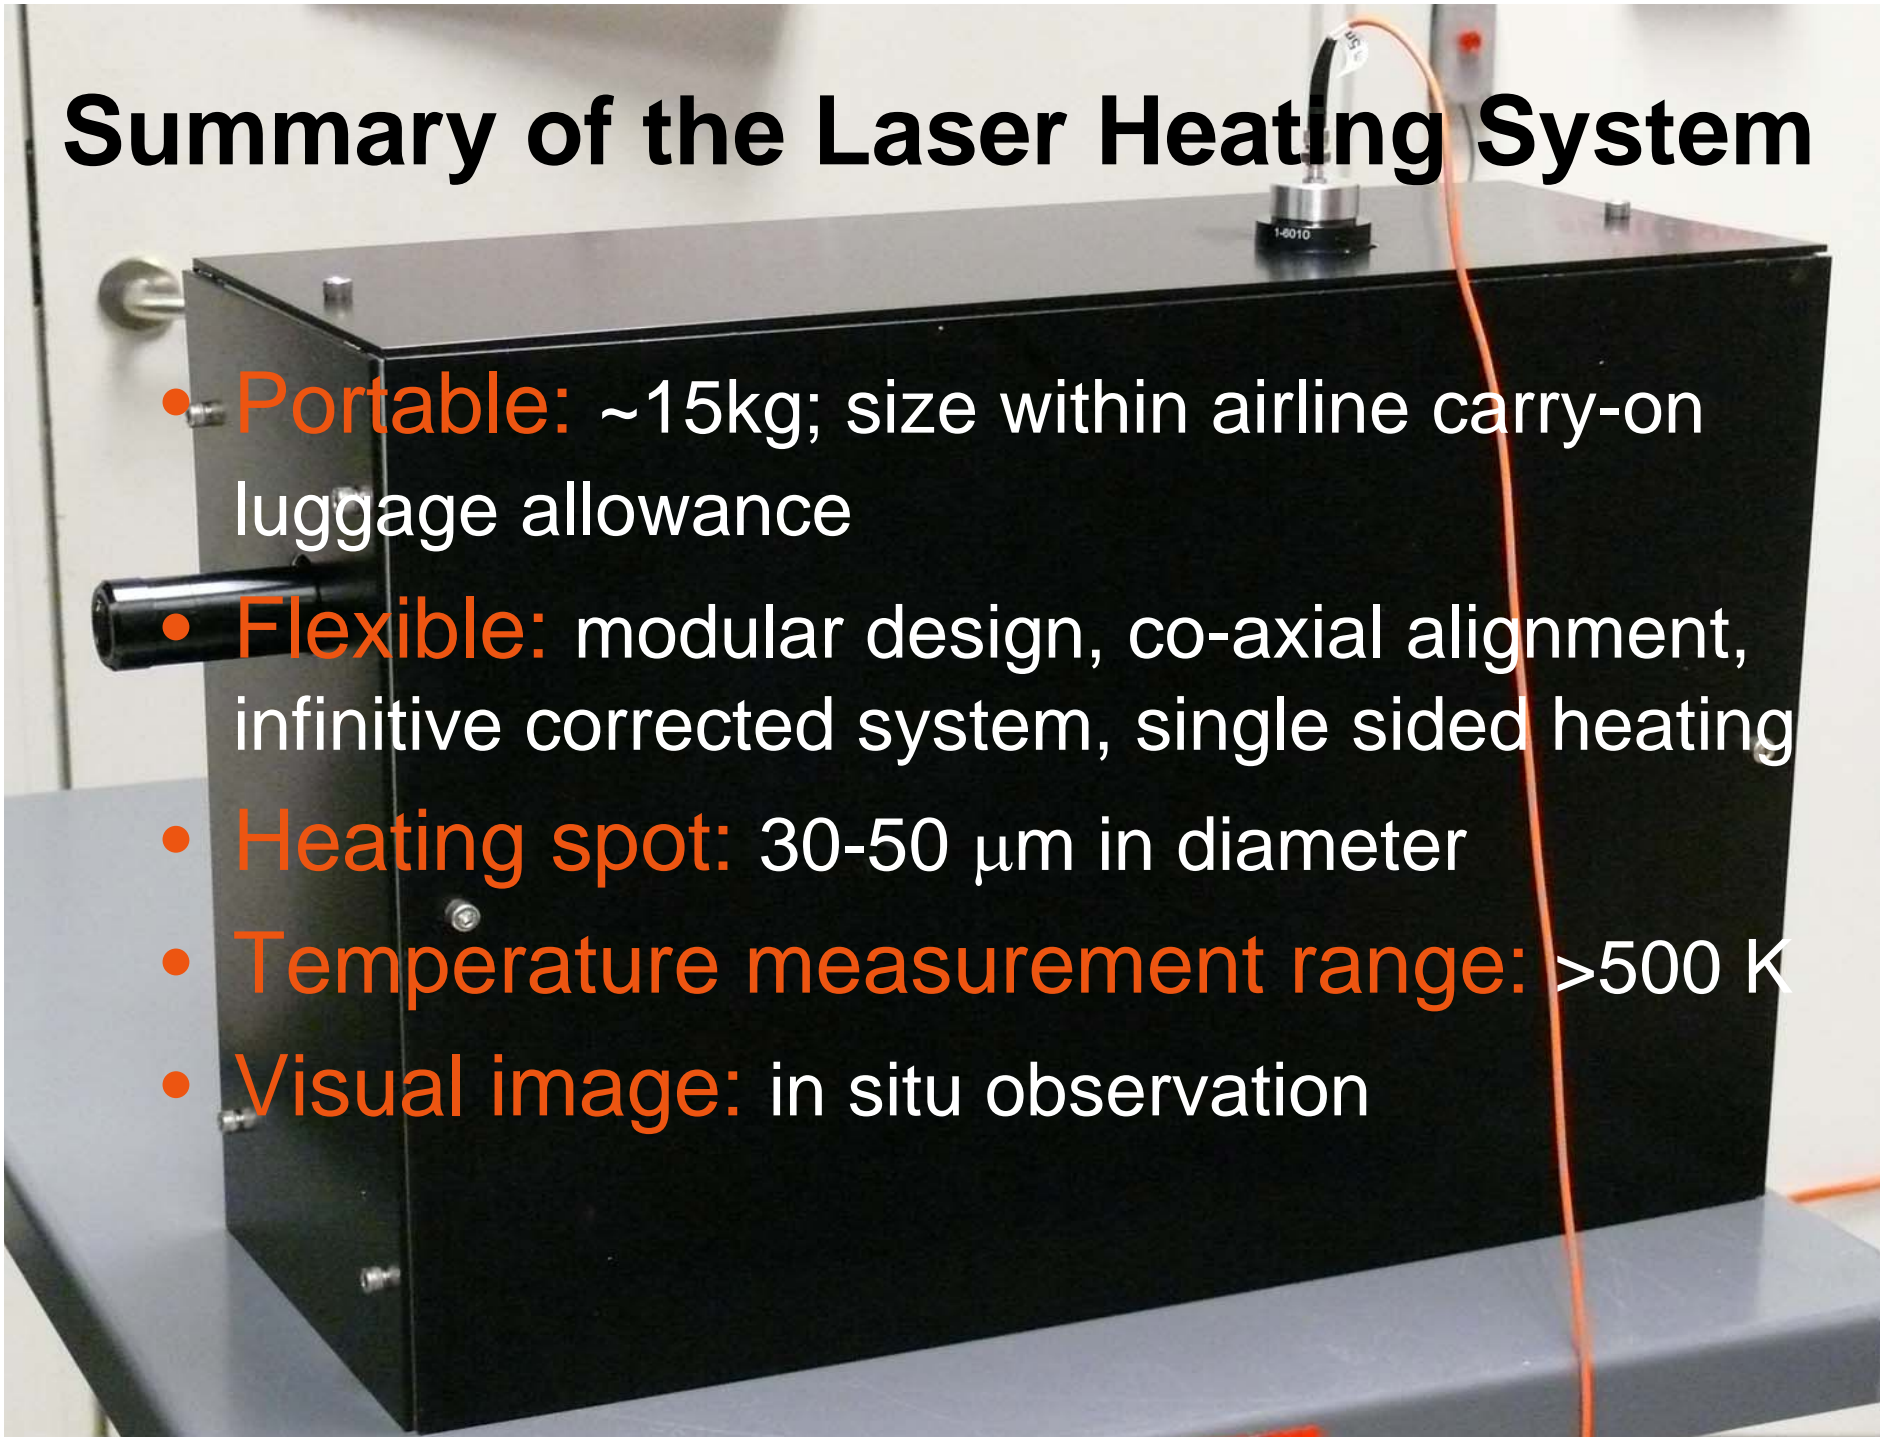 Summary of the Laser Heating System
1-6010
• Portable: ~15kg; size within airline carry-on
luggage allowance
• Flexible: modular design, co-axial alignment,
infinitive corrected system, single sided heating
• Heating spot: 30-50 μm in diameter
• Temperature measurement range: >500 K
• Visual image: in situ observation